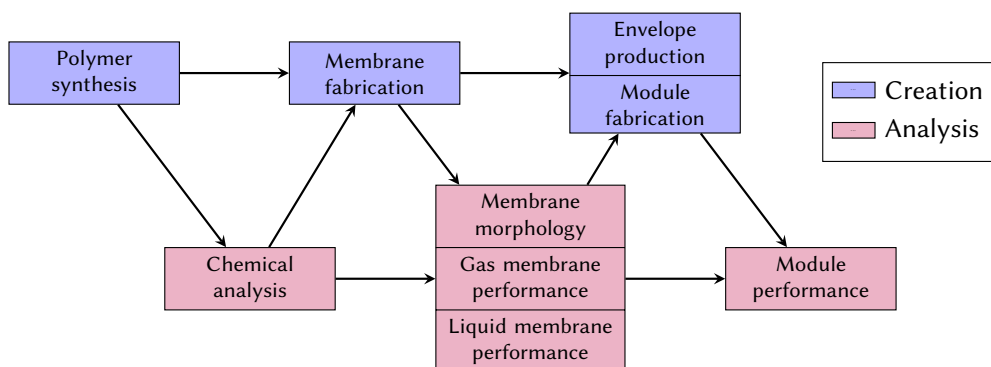 Polymer
synthesis
Membrane
fabrication
Envelope
production
Module
fabrication
Creation
Analysis
Chemical
analysis
Membrane
morphology
Gas membrane
performance
Liquid membrane
performance
Module
performance